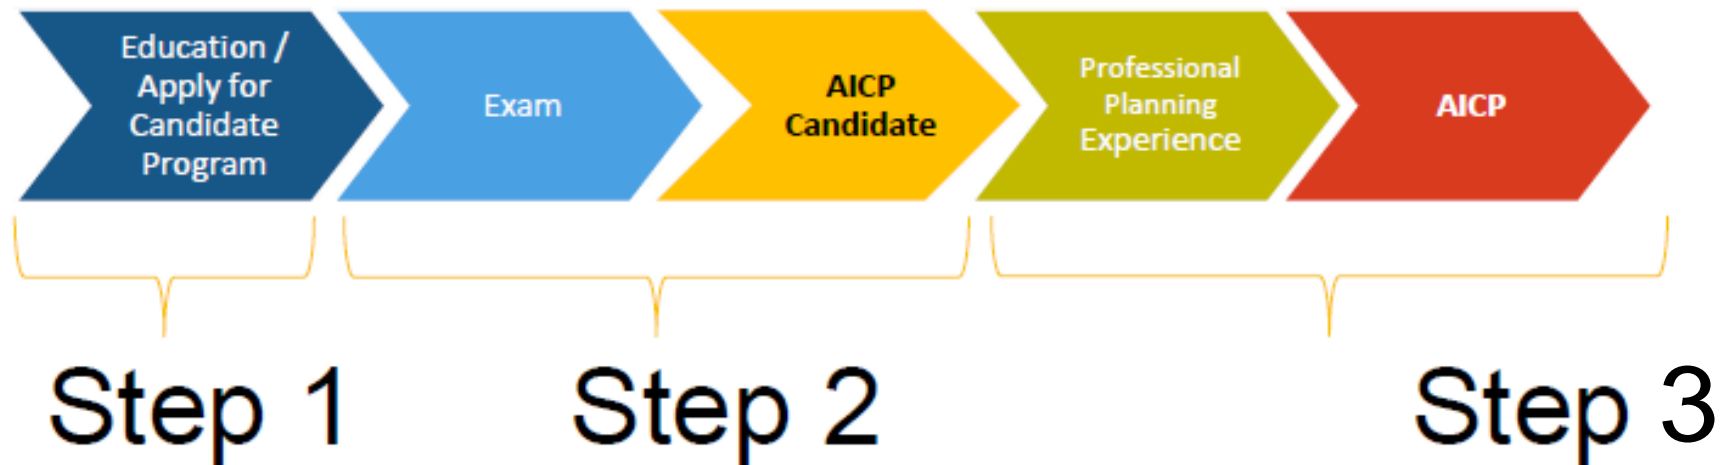 Education /
Apply for
Candidate
Program
Exam
AICP
Candidate
Professional
Planning
Experience
AICP
Step 1
Step 2
Step 3